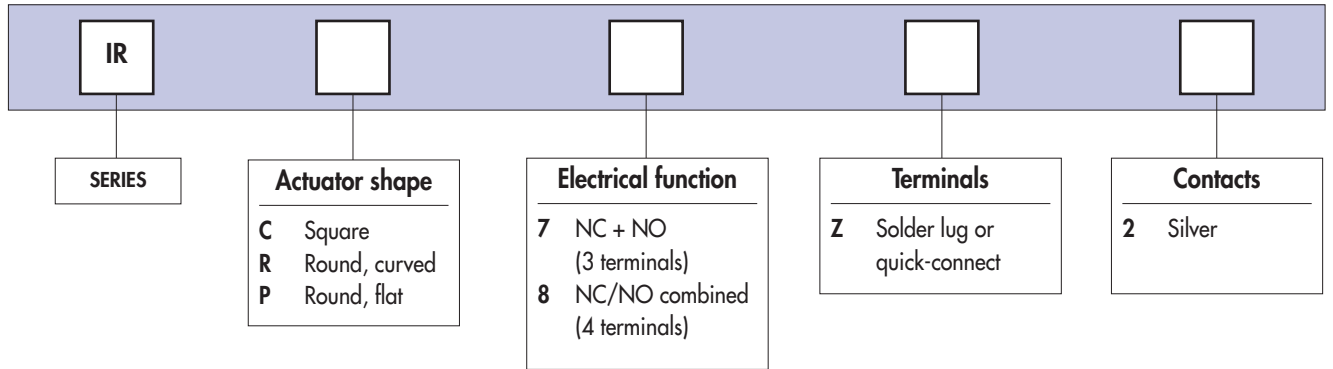 IR
SERIES
Actuator shape
C Square
R Round, curved
P Round, flat
Electrical function
7 NC + NO
(3 terminals)
8 NC/NO combined
(4 terminals)
Terminals
Z Solder lug or
quick-connect
Contacts
2 Silver